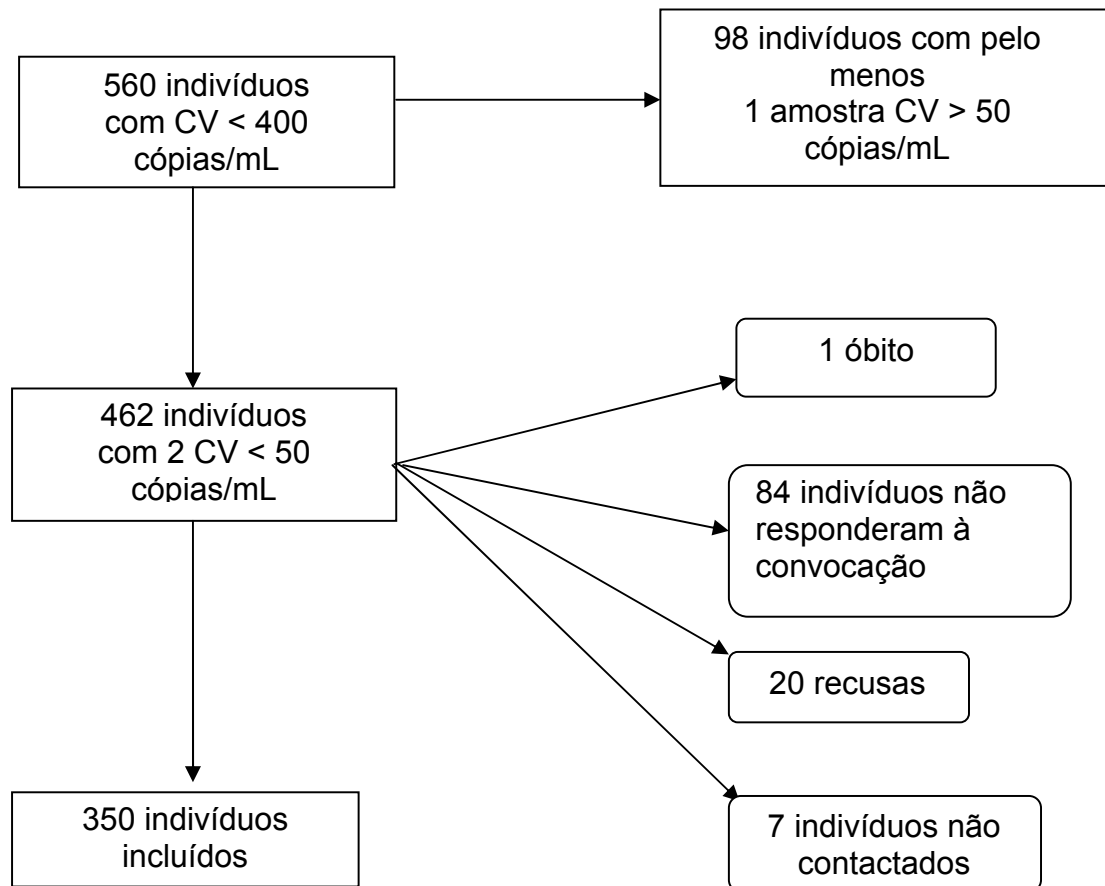 560 indivíduos
com CV < 400
cópias/mL
98 indivíduos com pelo
menos
1 amostra CV > 50
cópias/mL
462 indivíduos
com 2 CV < 50
cópias/mL
1 óbito
84 indivíduos não
responderam à
convocação
20 recusas
7 indivíduos não
contactados
350 indivíduos
incluídos